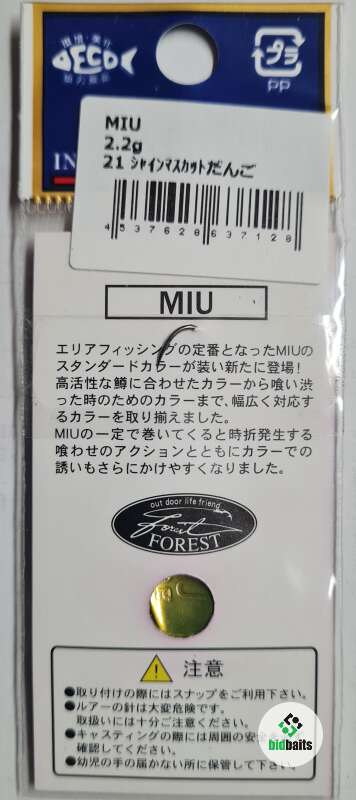 環境・美化
DECO
協力商品
プラ
PP
IN
MIU
2.2g
21 ｼｬｲﾝﾏｽｶｯﾄだんご
4 537628 637128
MIU
エリアフィッシングの定番となったMIUの
スタンダードカラーが装い新たに登場!
高活性な鱒に合わせたカラーから喰い渋
った時のためのカラーまで、幅広く対応す
るカラーを取り揃えました。
MIUの一定で巻いてくると時折発生する
喰わせのアクションとともにカラーでの
誘いもさらにかけやすくなりました。
out door life friend
Forest
FOREST
注意
●取り付けの際にはスナップをご利用下さい。
●ルアーの針は大変危険です。
取扱いには十分ご注意ください。
●キャスティングの際には周囲の安全を
確認してください。
●幼児の手の届かない所に保管して下さい。
bidbaits